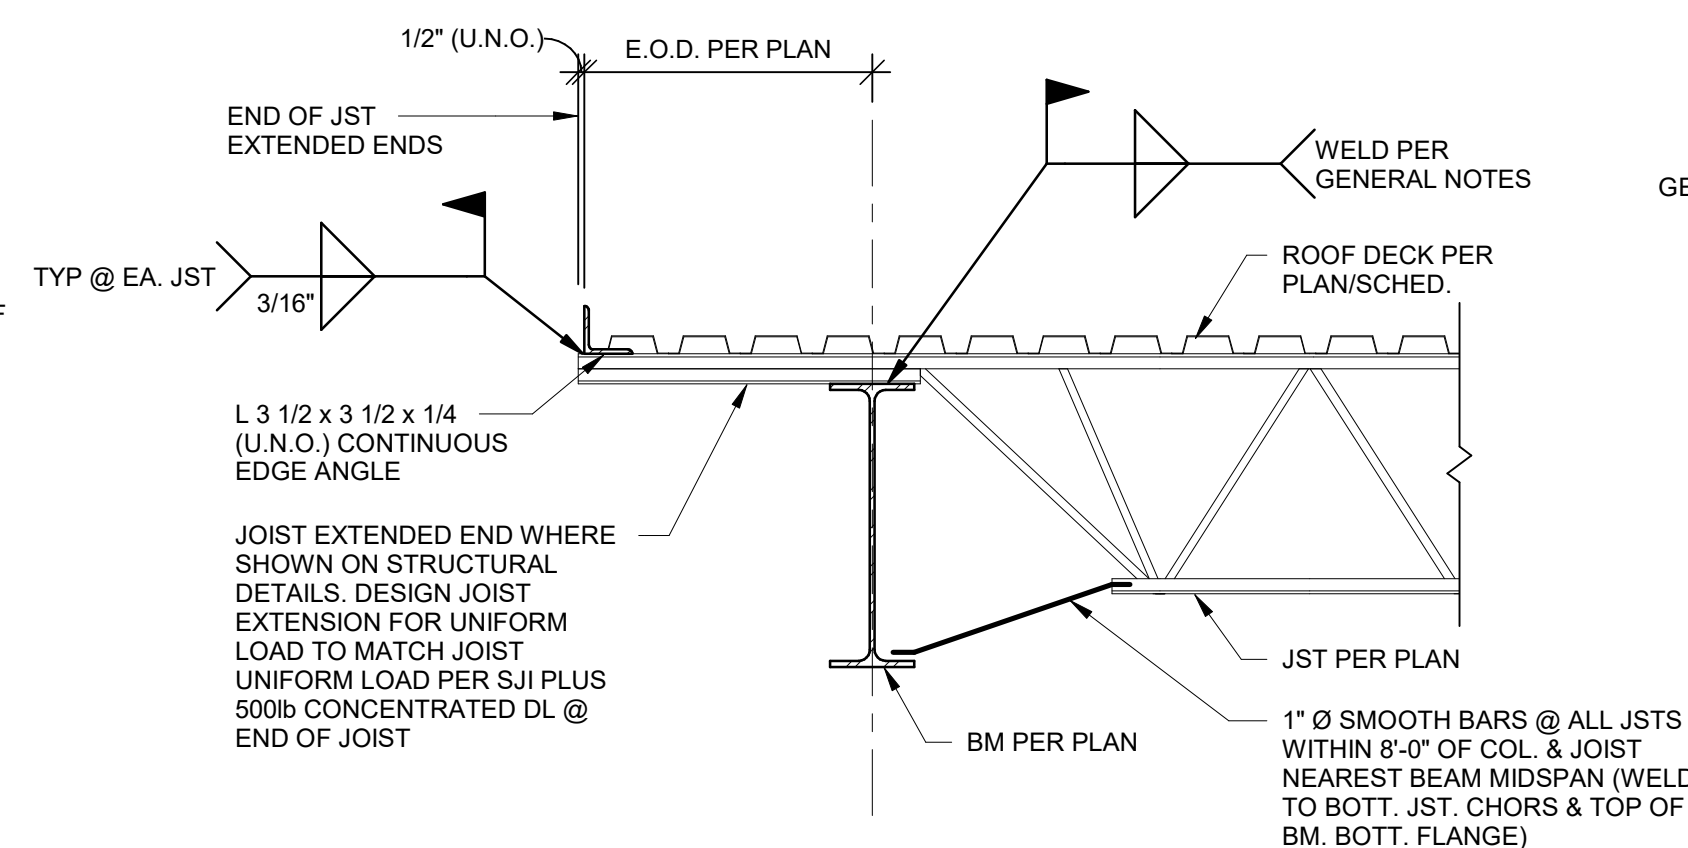 1/2" (U.N.O.)
E.O.D. PER PLAN
END OF JST
EXTENDED ENDS
WELD PER
GENERAL NOTES
GE
TYP @ EA. JST
3/16"
ROOF DECK PER
PLAN/SCHED.
L 3 1/2 x 3 1/2 x 1/4
(U.N.O.) CONTINUOUS
EDGE ANGLE
JOIST EXTENDED END WHERE
SHOWN ON STRUCTURAL
DETAILS. DESIGN JOIST
EXTENSION FOR UNIFORM
LOAD TO MATCH JOIST
UNIFORM LOAD PER SJI PLUS
500lb CONCENTRATED DL @
END OF JOIST
BM PER PLAN
JST PER PLAN
1" Ø SMOOTH BARS @ ALL JSTS
WITHIN 8'-0" OF COL. & JOIST
NEAREST BEAM MIDSPAN (WELD
TO BOTT. JST. CHORS & TOP OF
BM. BOTT. FLANGE)